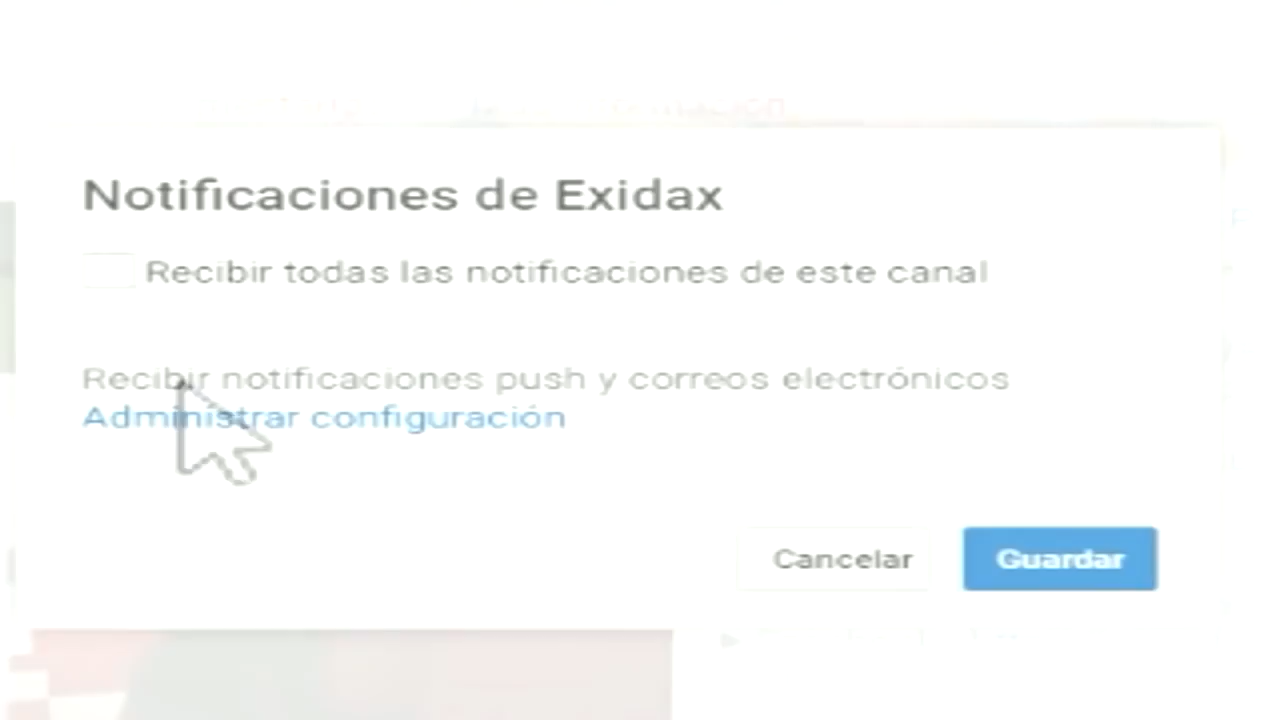 Notificaciones de Exidax
Recibir todas las notificaciones de este canal
Recibir notificaciones push y correos electrónicos
Administrar configuración
Cancelar
Guardar